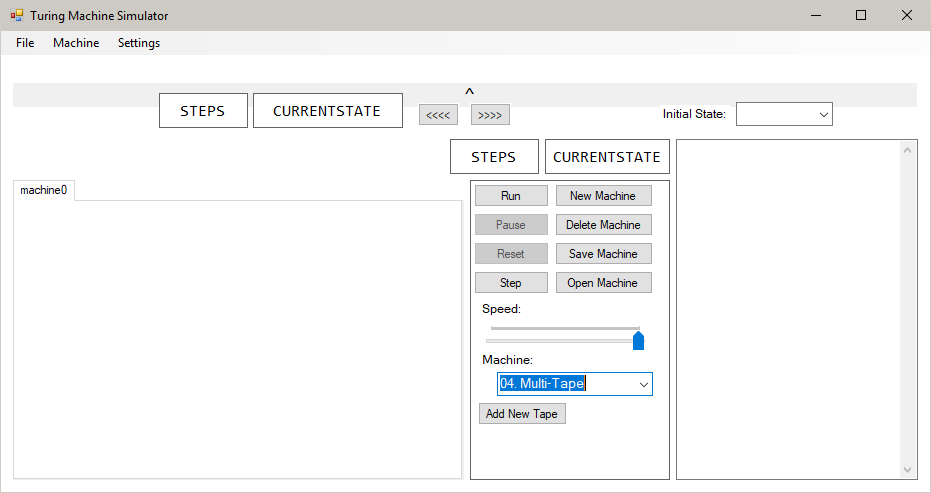 Turing Machine Simulator
File Machine Settings
^
STEPS CURRENTSTATE <<<< >>>> Initial State:
STEPS CURRENTSTATE
machine0
Run New Machine
Pause Delete Machine
Reset Save Machine
Step Open Machine
Speed:
Machine:
04. Multi-Tape
Add New Tape